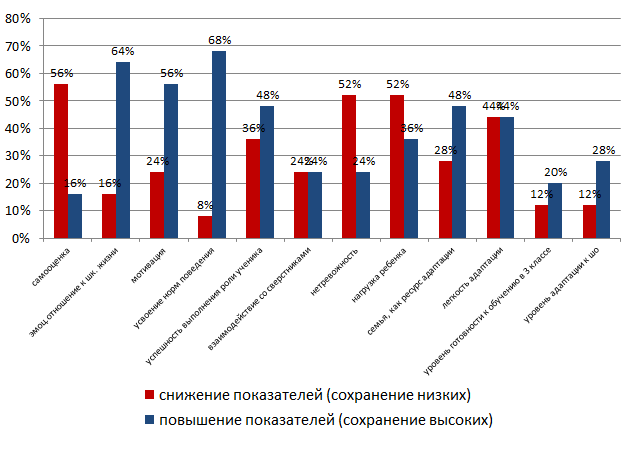 80%
70%
60%
50%
40%
30%
20%
10%
0%
56%
16%
16%
64%
24%
56%
8%
68%
36%
48%
24%
24%
52%
24%
52%
36%
28%
48%
44%
44%
12%
20%
12%
28%
самооценка
эмоц.отношение к шк. жизни
мотивация
усвоение норм поведения
успешность выполнения роли ученика
взаимодействие со сверстниками
нетревожность
нагрузка ребенка
семья, как ресурс адаптации
легкость адаптации
уровень готовности к обучению в 3 классе
уровень адаптации к шо
снижение показателей (сохранение низких)
повышение показателей (сохранение высоких)